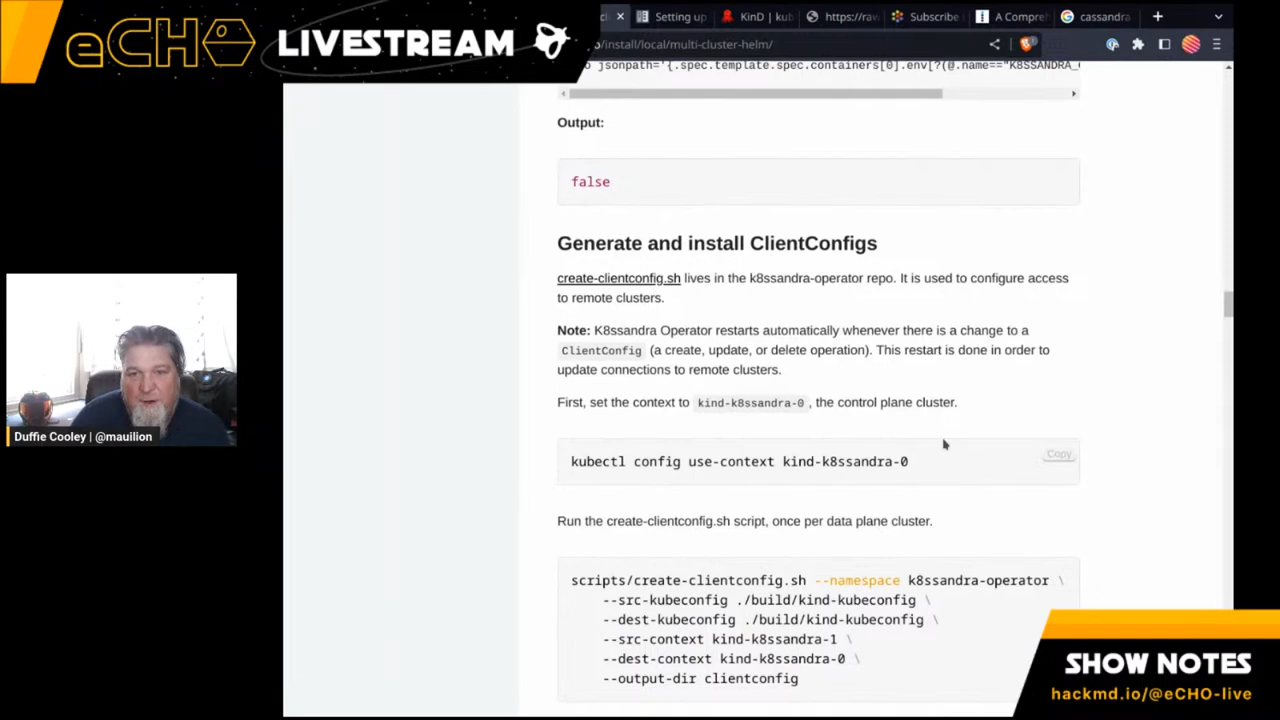 eCHO LIVESTREAM
Setting up
KinD | kub
https://raw
Subscribe
A Compre
cassandra
/install/local/multi-cluster-helm/
jsonpath='{.spec.template.spec.containers[0].env[?(@.name=="K8SSANDRA_
Output:
false
Generate and install ClientConfigs
create-clientconfig.sh lives in the k8ssandra-operator repo. It is used to configure access
to remote clusters.
Note: K8ssandra Operator restarts automatically whenever there is a change to a
ClientConfig (a create, update, or delete operation). This restart is done in order to
update connections to remote clusters.
First, set the context to kind-k8ssandra-0, the control plane cluster.
Copy
kubectl config use-context kind-k8ssandra-0
Run the create-clientconfig.sh script, once per data plane cluster.
scripts/create-clientconfig.sh --namespace k8ssandra-operator \
--src-kubeconfig ./build/kind-kubeconfig \
--dest-kubeconfig ./build/kind-kubeconfig \
--src-context kind-k8ssandra-1 \
--dest-context kind-k8ssandra-0 \
--output-dir clientconfig
Duffie Cooley | @mauilion
SHOW NOTES
hackmd.io/@eCHO-live